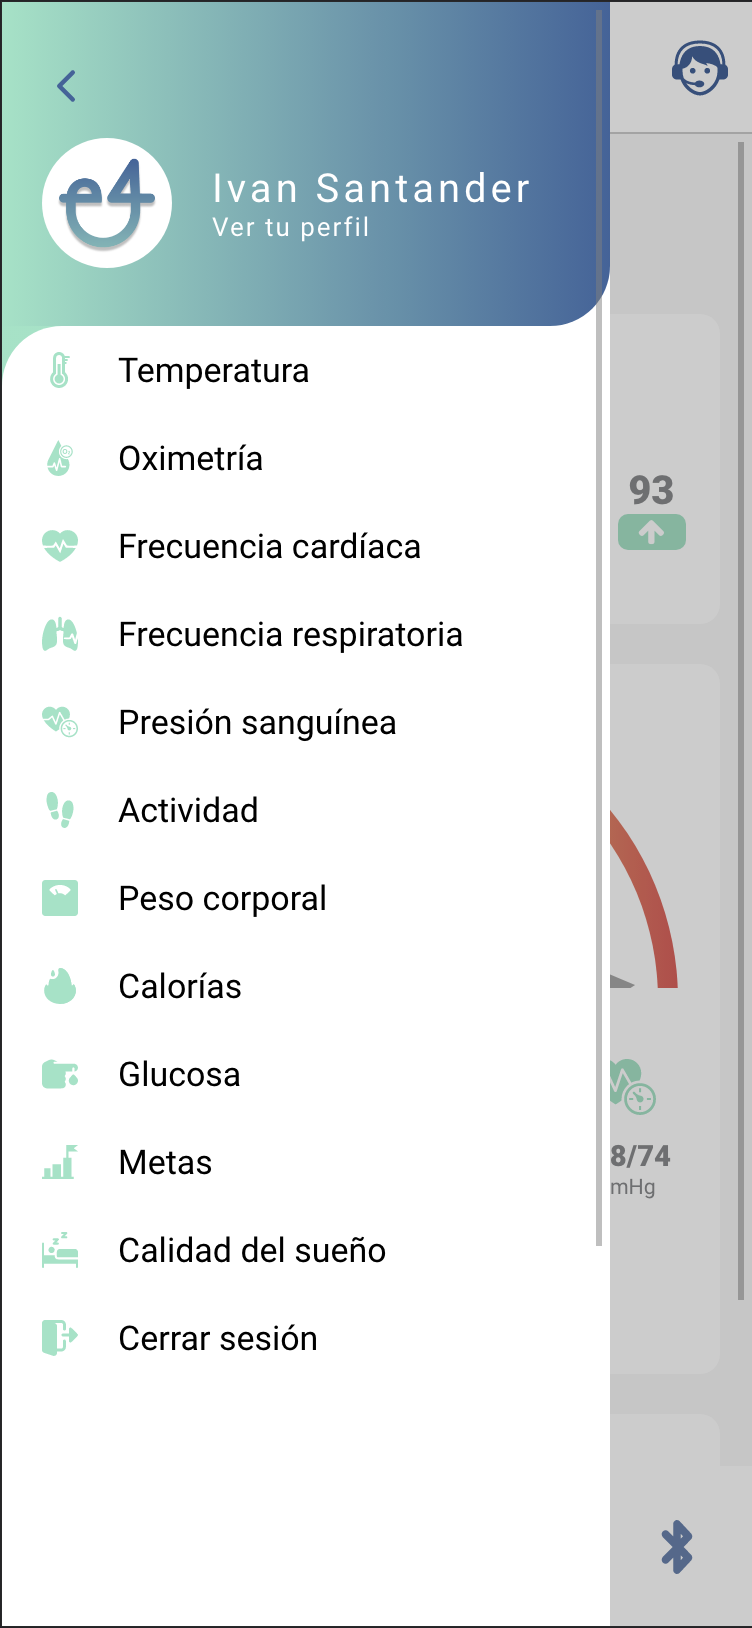 e4
Ivan Santander
Ver tu perfil
Temperatura
Oximetría
Frecuencia cardíaca
93
Frecuencia respiratoria
Presión sanguínea
Actividad
Peso corporal
Calorías
Glucosa
8/74
mHg
Metas
Calidad del sueño
Cerrar sesión